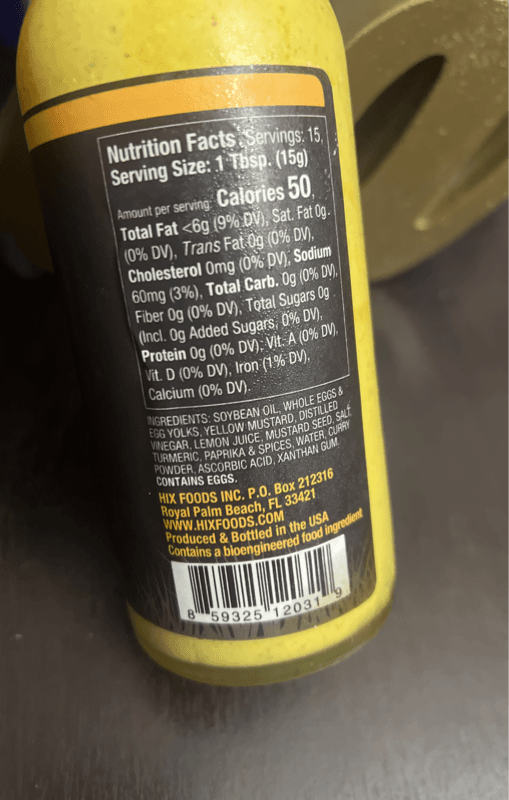 Nutrition Facts Servings: 15,
Serving Size: 1 Tbsp. (15g)
Amount per serving: Calories 50,
Total Fat <6g (9% DV), Sat. Fat 0g.
(0% DV), Trans Fat 0g (0% DV),
Cholesterol 0mg (0% DV), Sodium
60mg (3%), Total Carb. 0g (0% DV),
Fiber 0g (0% DV), Total Sugars 0g
(Incl. 0g Added Sugars, 0% DV),
Protein 0g (0% DV). Vit. A (0% DV),
Vit. D (0% DV), Iron (1% DV),
Calcium (0% DV).
INGREDIENTS: SOYBEAN OIL, WHOLE EGGS &
EGG YOLKS, YELLOW MUSTARD, DISTILLED
VINEGAR, LEMON JUICE, MUSTARD SEED, SALT,
TURMERIC, PAPRIKA & SPICES, WATER, CURRY
POWDER, ASCORBIC ACID, XANTHAN GUM.
CONTAINS EGGS.
HIX FOODS INC. P.O. Box 212316
Royal Palm Beach, FL 33421
WWW.HIXFOODS.COM
Produced & Bottled in the USA
Contains a bioengineered food ingredient
8 59325 12031 9